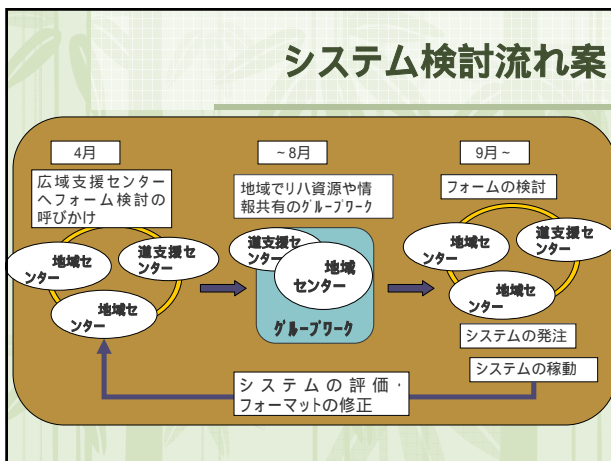 システム検討流れ案
4月
広域支援センター
へフォーム検討の
呼びかけ
道支援セ
ンター
地域セ
ンター
地域セ
ンター
~8月
地域でリハ資源や情
報共有のグループワーク
道支援セ
ンター
地域
センター
グループワーク
9月~
フォームの検討
道支援セ
ンター
地域セ
ンター
地域セ
ンター
システムの発注
システムの稼動
システムの評価・
フォーマットの修正